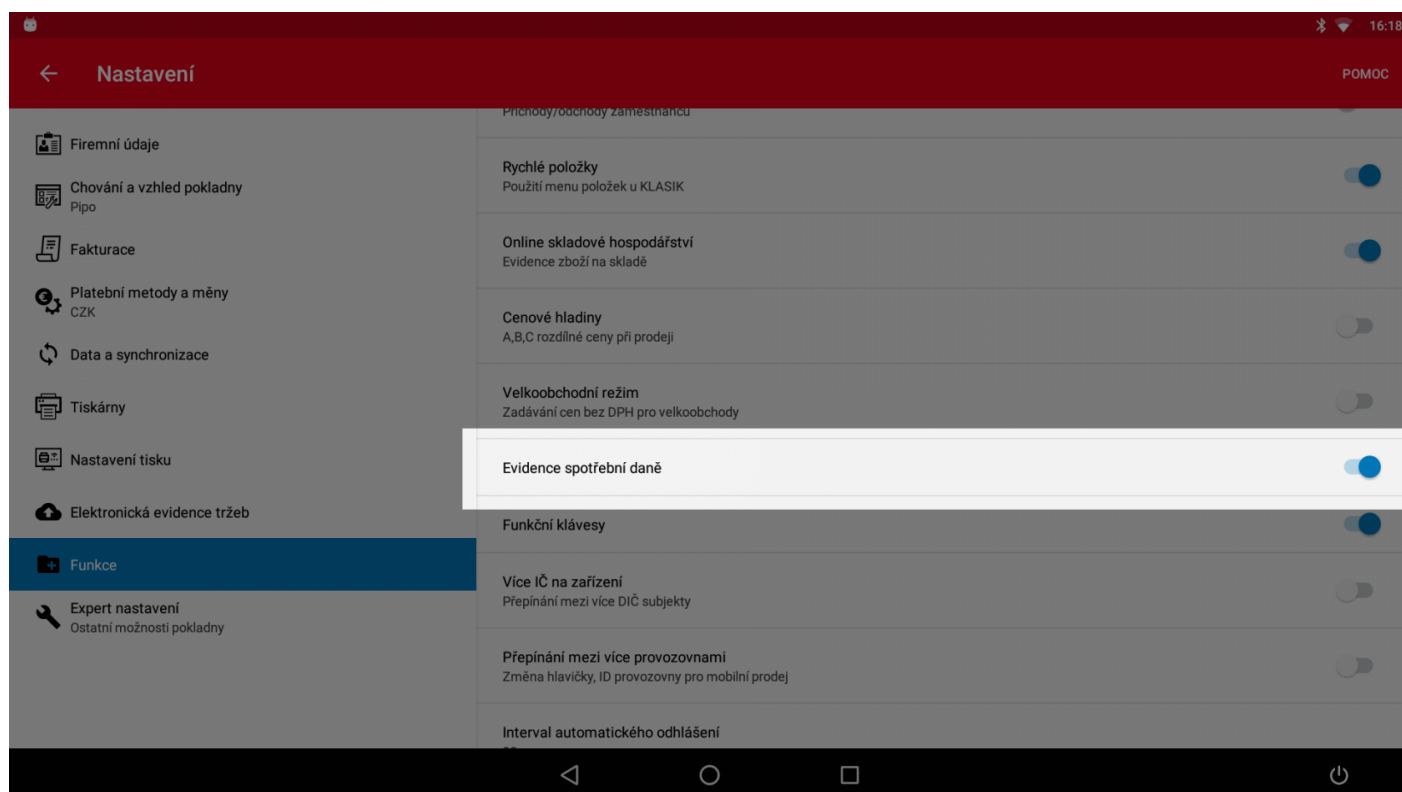 16:18
Nastavení
POMOC
Firemní údaje
Chování a vzhled pokladny
Pipo
Fakturace
Platební metody a měny
CZK
Data a synchronizace
Tiskárny
Nastavení tisku
Elektronická evidence tržeb
Funkce
Expert nastavení
Ostatní možnosti pokladny
Příchody/odchody zaměstnanců
Rychlé položky
Použití menu položek u KLASIK
Online skladové hospodářství
Evidence zboží na skladě
Cenové hladiny
A,B,C rozdílné ceny při prodeji
Velkoobchodní režim
Zadávání cen bez DPH pro velkoobchody
Evidence spotřební daně
Funkční klávesy
Více IČ na zařízení
Přepínání mezi více DIČ subjekty
Přepínání mezi více provozovnami
Změna hlavičky, ID provozovny pro mobilní prodej
Interval automatického odhlášení